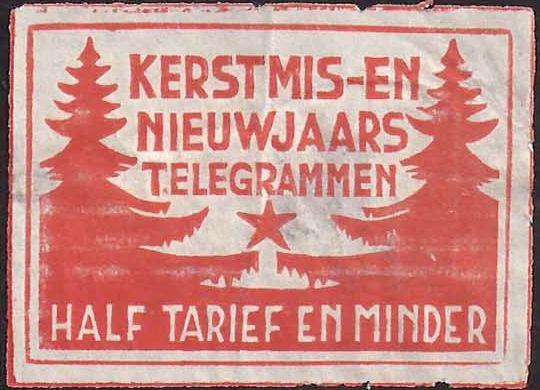 KERSTMIS-EN
NIEUWJAARS
TELEGRAMMEN
HALF TARIEF EN MINDER